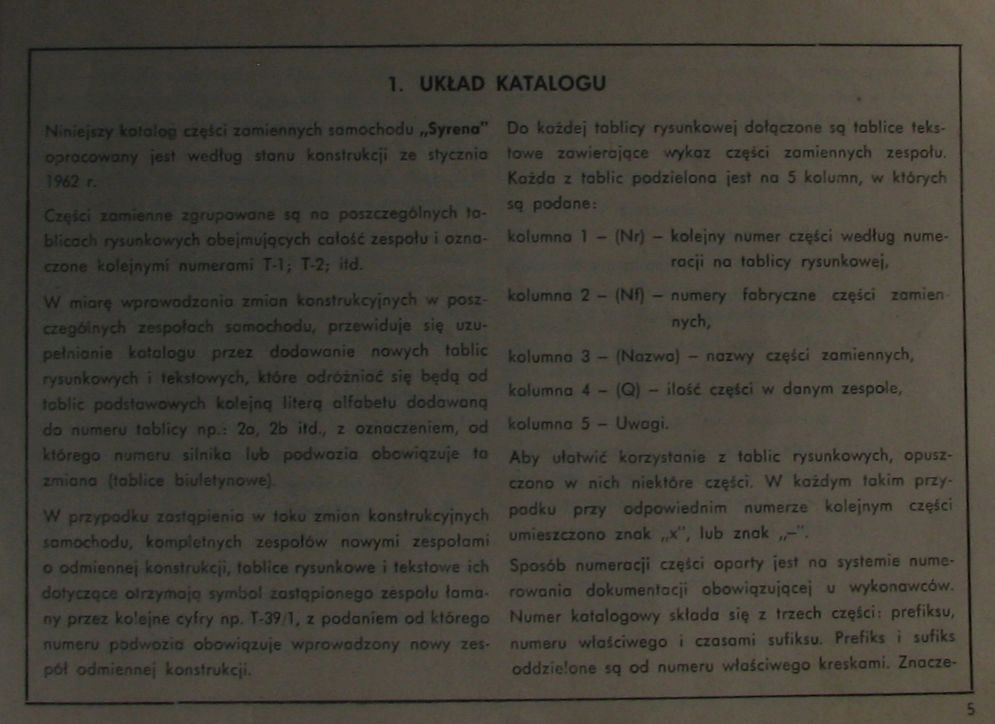 1. UKŁAD KATALOGU
Niniejszy katalog części zamiennych samochodu „Syrena"
opracowany jest według stanu konstrukcji ze stycznia
1962 r.
Części zamienne zgrupowane są na poszczególnych ta-
blicach rysunkowych obejmujących całość zespołu i ozna-
czone kolejnymi numerami T-1; T-2; itd.
W miarę wprowadzania zmian konstrukcyjnych w posz-
czególnych zespołach samochodu, przewiduje się uzu-
pełnianie katalogu przez dodawanie nowych tablic
rysunkowych i tekstowych, które odróżniać się będą od
tablic podstawowych kolejną literą alfabetu dodawaną
do numeru tablicy np.: 2a, 2b itd., z oznaczeniem, od
którego numeru silnika lub podwozia obowiązuje ta
zmiana (tablice biuletynowe).
W przypadku zastąpienia w toku zmian konstrukcyjnych
samochodu, kompletnych zespołów nowymi zespołami
o odmiennej konstrukcji, tablice rysunkowe i tekstowe ich
dotyczące otrzymają symbol zastąpionego zespołu łama-
ny przez kolejne cyfry np. T-39/1, z podaniem od którego
numeru podwozia obowiązuje wprowadzony nowy zes-
pół odmiennej konstrukcji.
Do każdej tablicy rysunkowej dołączone są tablice teks-
towe zawierające wykaz części zamiennych zespołu.
Każda z tablic podzielona jest na 5 kolumn, w których
są podane:
kolumna 1 – (Nr) – kolejny numer części według nume-
racji na tablicy rysunkowej,
kolumna 2 – (Nf) – numery fabryczne części zamien-
nych,
kolumna 3 – (Nazwa) – nazwy części zamiennych,
kolumna 4 – (Q) – ilość części w danym zespole,
kolumna 5 – Uwagi.
Aby ułatwić korzystanie z tablic rysunkowych, opusz-
czono w nich niektóre części. W każdym takim przy-
padku przy odpowiednim numerze kolejnym części
umieszczono znak „x", lub znak „–".
Sposób numeracji części oparty jest na systemie nume-
rowania dokumentacji obowiązującej u wykonawców.
Numer katalogowy składa się z trzech części: prefiksu,
numeru właściwego i czasami sufiksu. Prefiks i sufiks
oddzielone są od numeru właściwego kreskami. Znacze-
5